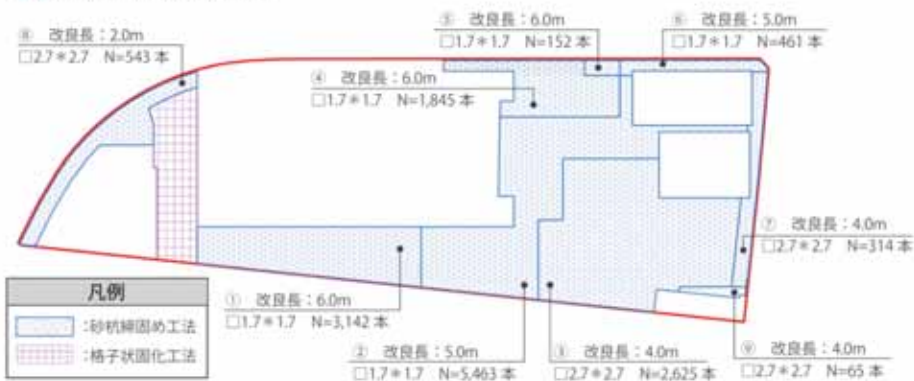 ⑤ 改良長：6.0m
□1.7＊1.7 N=152 本
⑥ 改良長：5.0m
□1.7＊1.7 N=461 本
⑧ 改良長：2.0m
□2.7＊2.7 N=543 本
④ 改良長：6.0m
□1.7＊1.7 N=1,845 本
⑦ 改良長：4.0m
□2.7＊2.7 N=314 本
① 改良長：6.0m
□1.7＊1.7 N=3,142 本
② 改良長：5.0m
□1.7＊1.7 N=5,463 本
③ 改良長：4.0m
□2.7＊2.7 N=2,625 本
⑨ 改良長：4.0m
□2.7＊2.7 N=65 本
凡例
：砂杭締固め工法
：格子状固化工法